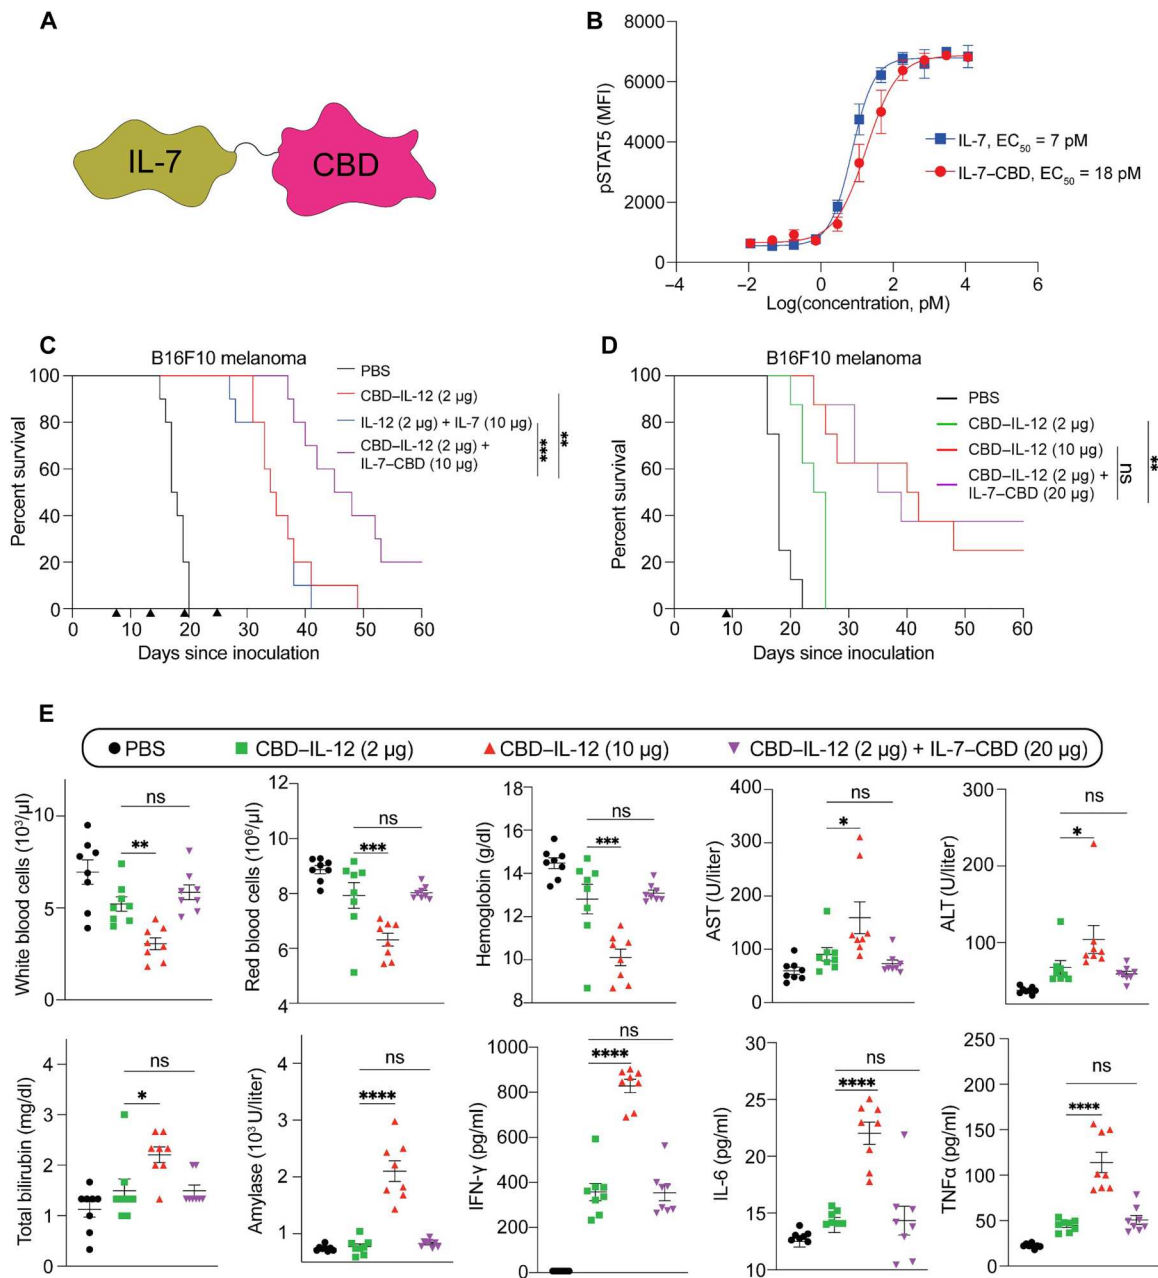 A
IL-7
CBD
B
8000
6000
4000
2000
0
pSTAT5 (MFI)
−4
−2
0
2
4
6
Log(concentration, pM)
IL-7, EC50 = 7 pM
IL-7–CBD, EC50 = 18 pM
C
B16F10 melanoma
100
80
60
40
20
0
Percent survival
0
10
20
30
40
50
60
Days since inoculation
PBS
CBD–IL-12 (2 µg)
IL-12 (2 µg) + IL-7 (10 µg)
CBD–IL-12 (2 µg) +
IL-7–CBD (10 µg)
***
**
D
B16F10 melanoma
100
80
60
40
20
0
Percent survival
0
10
20
30
40
50
60
Days since inoculation
PBS
CBD–IL-12 (2 µg)
CBD–IL-12 (10 µg)
CBD–IL-12 (2 µg) +
IL-7–CBD (20 µg)
ns
**
E
PBS
CBD–IL-12 (2 µg)
CBD–IL-12 (10 µg)
CBD–IL-12 (2 µg) + IL-7–CBD (20 µg)
White blood cells (10³/µl)
10
5
0
ns
**
Red blood cells (10⁶/µl)
12
10
8
6
4
ns
***
Hemoglobin (g/dl)
18
16
14
12
10
8
ns
***
AST (U/liter)
400
300
200
100
0
ns
*
ALT (U/liter)
300
200
100
ns
*
Total bilirubin (mg/dl)
4
3
2
1
0
ns
*
Amylase (10³ U/liter)
4
3
2
1
ns
****
IFN-γ (pg/ml)
1000
800
600
400
200
0
ns
****
IL-6 (pg/ml)
30
25
20
15
10
ns
****
TNFα (pg/ml)
250
200
150
100
50
0
ns
****